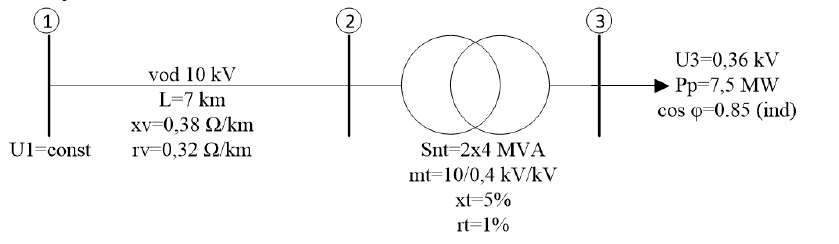 1
2
3
vod 10 kV
L=7 km
xv=0,38 Ω/km
rv=0,32 Ω/km
U1=const
Snt=2x4 MVA
mt=10/0,4 kV/kV
xt=5%
rt=1%
U3=0,36 kV
Pp=7,5 MW
cos φ=0.85 (ind)